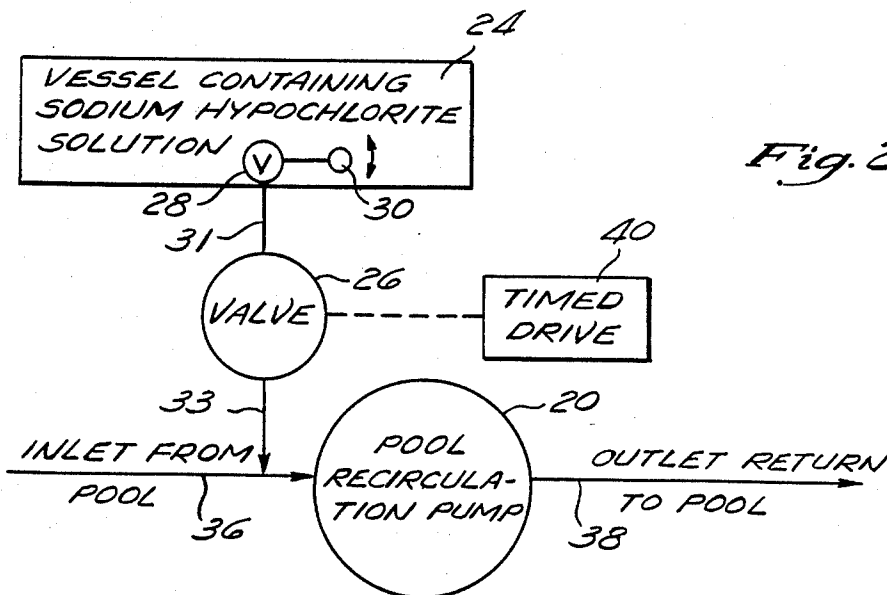 24
VESSEL CONTAINING
SODIUM HYPOCHLORITE
SOLUTION
V
28
30
Fig. 2
31
26
40
VALVE
TIMED
DRIVE
33
20
INLET FROM
POOL
36
POOL
RECIRCULA-
TION PUMP
OUTLET RETURN
TO POOL
38